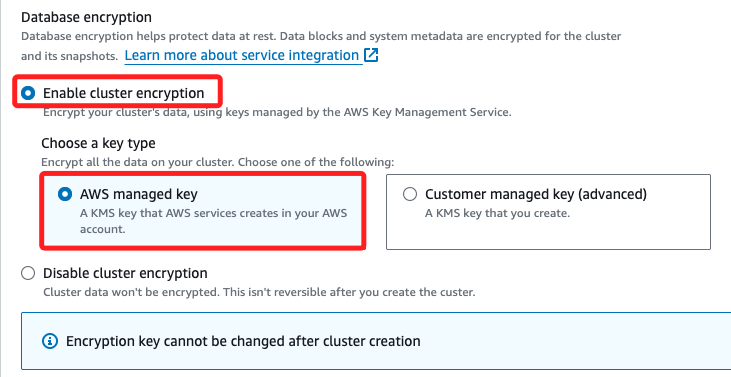 Database encryption
Database encryption helps protect data at rest. Data blocks and system metadata are encrypted for the cluster
and its snapshots. Learn more about service integration
Enable cluster encryption
Encrypt your cluster's data, using keys managed by the AWS Key Management Service.
Choose a key type
Encrypt all the data on your cluster. Choose one of the following:
AWS managed key
A KMS key that AWS services creates in your AWS
account.
Customer managed key (advanced)
A KMS key that you create.
Disable cluster encryption
Cluster data won't be encrypted. This isn't reversible after you create the custer.
Encryption key cannot be changed after cluster creation